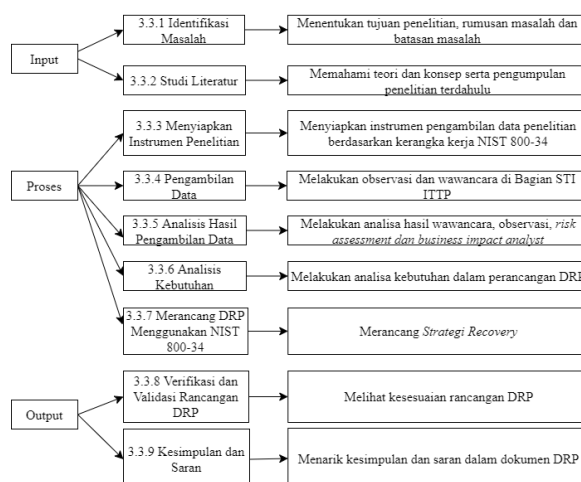 3.3.1 Identifikasi
Masalah
Menentukan tujuan penelitian, rumusan masalah dan
batasan masalah
Input
3.3.2 Studi Literatur
Memahami teori dan konsep serta pengumpulan
penelitian terdahulu
3.3.3 Menyiapkan
Instrumen Penelitian
Menyiapkan instrumen pengambilan data penelitian
berdasarkan kerangka kerja NIST 800-34
Proses
3.3.4 Pengambilan
Data
Melakukan observasi dan wawancara di Bagian STI
ITTP
3.3.5 Analisis Hasil
Pengambilan Data
Melakukan analisa hasil wawancara, observasi, risk
assessment dan business impact analyst
3.3.6 Analisis
Kebutuhan
Melakukan analisa kebutuhan dalam perancangan DRP
3.3.7 Merancang DRP
Menggunakan NIST
800-34
Merancang Strategi Recovery
Output
3.3.8 Verifikasi dan
Validasi Rancangan
DRP
Melihat kesesuaian rancangan DRP
3.3.9 Kesimpulan dan
Saran
Menarik kesimpulan dan saran dalam dokumen DRP